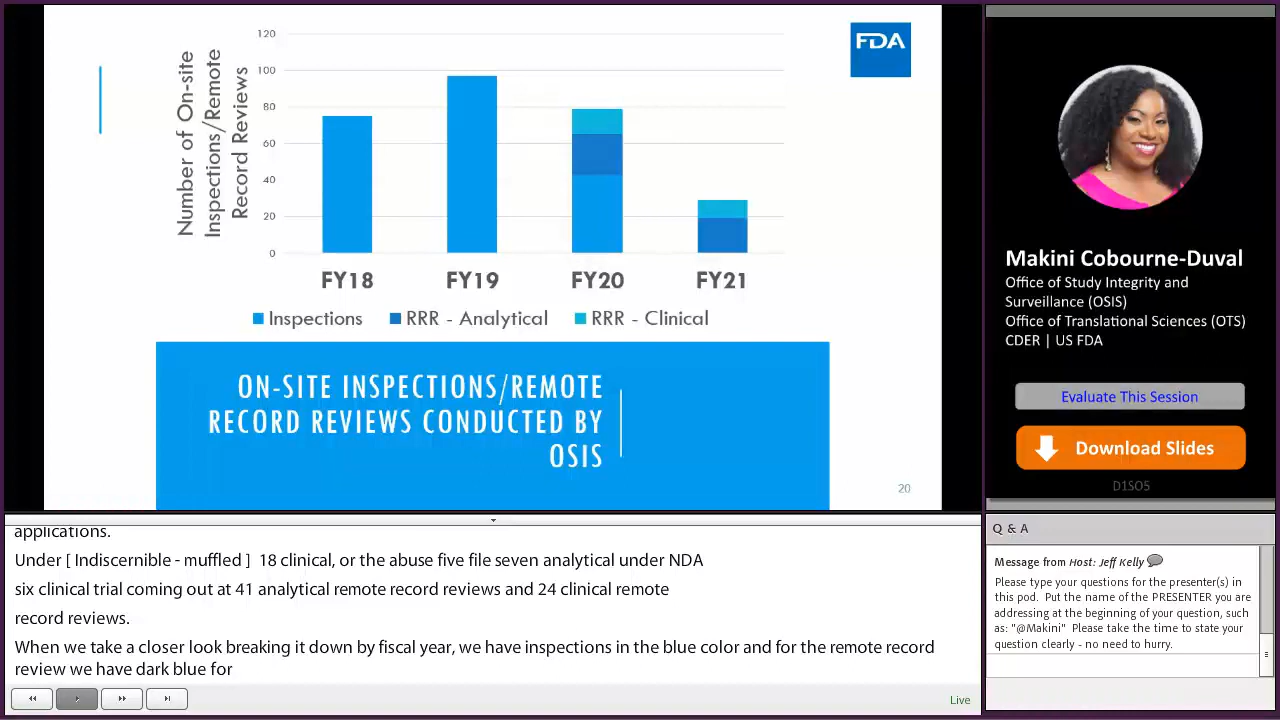 120
100
80
60
40
20
0
Number of On-site
Inspections/Remote
Record Reviews
FDA
FY18 FY19 FY20 FY21
Inspections RRR - Analytical RRR - Clinical
ON-SITE INSPECTIONS/REMOTE
RECORD REVIEWS CONDUCTED BY
OSIS
20
Makini Cobourne-Duval
Office of Study Integrity and
Surveillance (OSIS)
Office of Translational Sciences (OTS)
CDER | US FDA
Evaluate This Session
Download Slides
D1SO5
applications.
Under [ Indiscernible - muffled ] 18 clinical, or the abuse five file seven analytical under NDA
six clinical trial coming out at 41 analytical remote record reviews and 24 clinical remote
record reviews.
When we take a closer look breaking it down by fiscal year, we have inspections in the blue color and for the remote record
review we have dark blue for
Live
Q & A
Message from Host: Jeff Kelly
Please type your questions for the presenter(s) in
this pod. Put the name of the PRESENTER you are
addressing at the beginning of your question, such
as: "@Makini" Please take the time to state your
question clearly - no need to hurry.